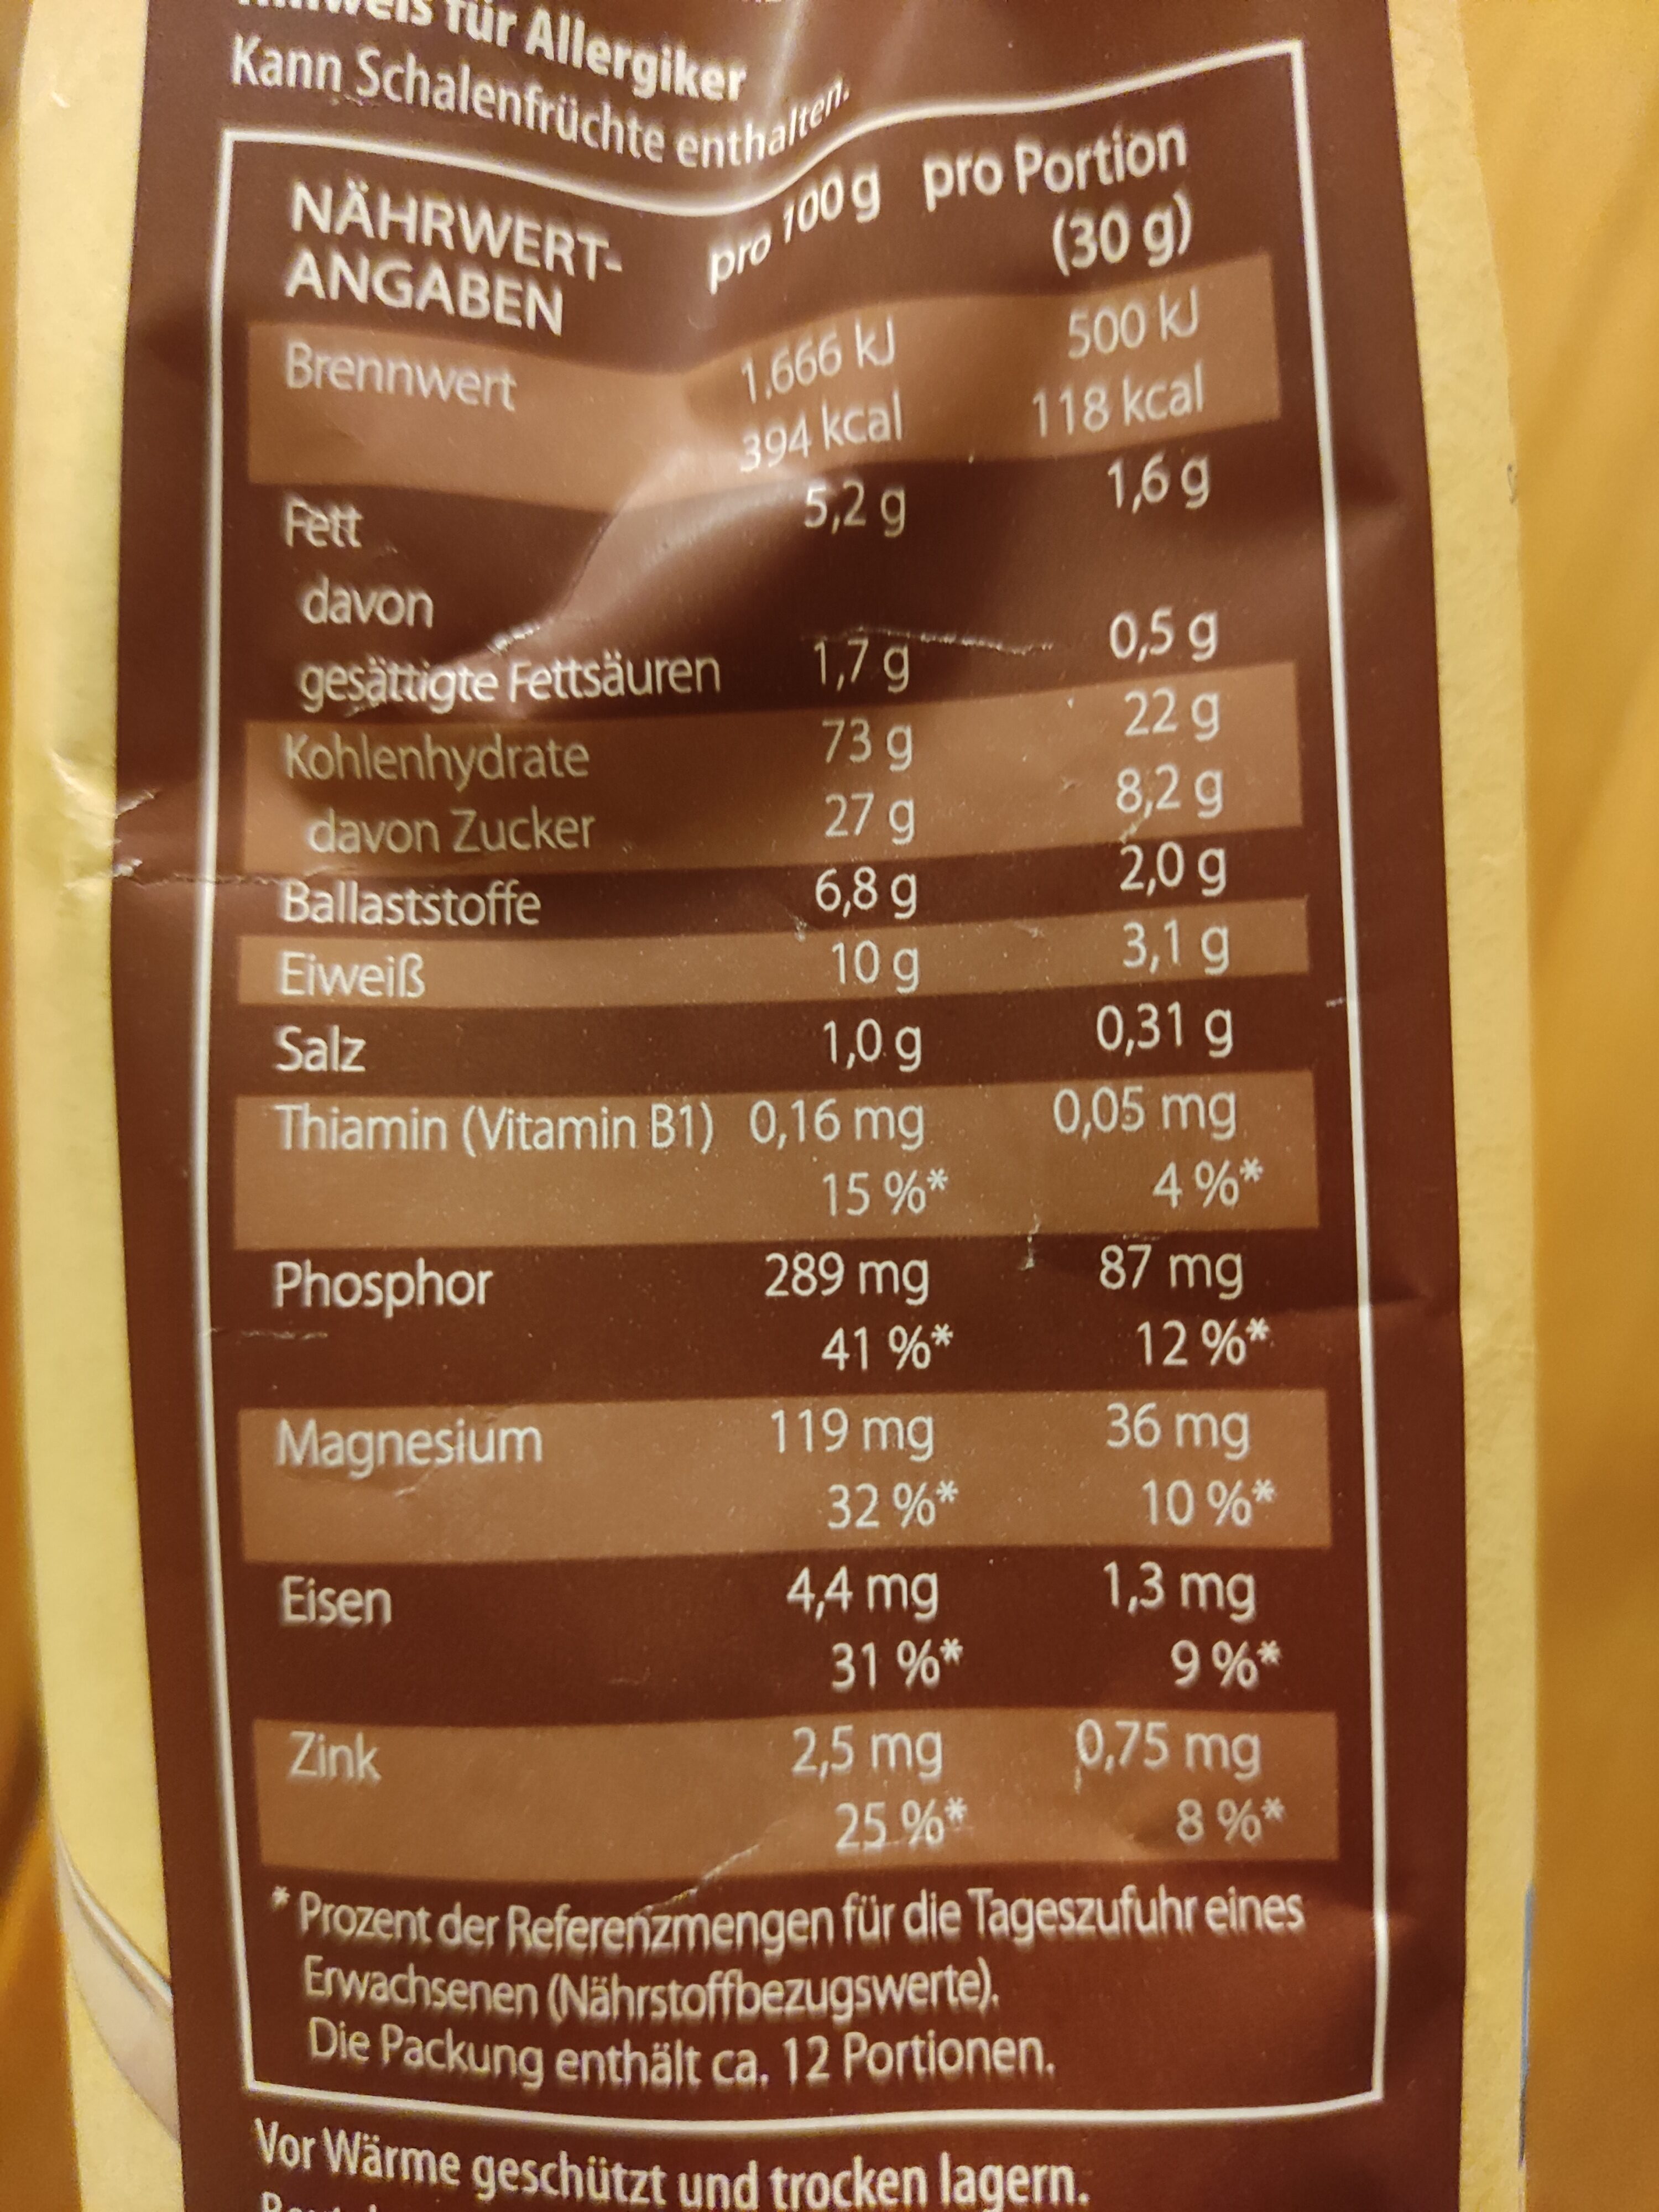 für Allergiker
Kann Schalenfrüchte enthalten.
NÄHRWERT- pro 100 g pro Portion
ANGABEN (30 g)
Brennwert 1.666 kJ 500 kJ
394 kcal 118 kcal
Fett 5,2 g 1,6 g
davon
gesättigte Fettsäuren 1,7 g 0,5 g
Kohlenhydrate 73 g 22 g
davon Zucker 27 g 8,2 g
Ballaststoffe 6,8 g 2,0 g
Eiweiß 10 g 3,1 g
Salz 1,0 g 0,31 g
Thiamin (Vitamin B1) 0,16 mg 0,05 mg
15 %* 4 %*
Phosphor 289 mg 87 mg
41 %* 12 %*
Magnesium 119 mg 36 mg
32 %* 10 %*
Eisen 4,4 mg 1,3 mg
31 %* 9 %*
Zink 2,5 mg 0,75 mg
25 %* 8 %*
* Prozent der Referenzmengen für die Tageszufuhr eines
Erwachsenen (Nährstoffbezugswerte).
Die Packung enthält ca. 12 Portionen.
Vor Wärme geschützt und trocken lagern.